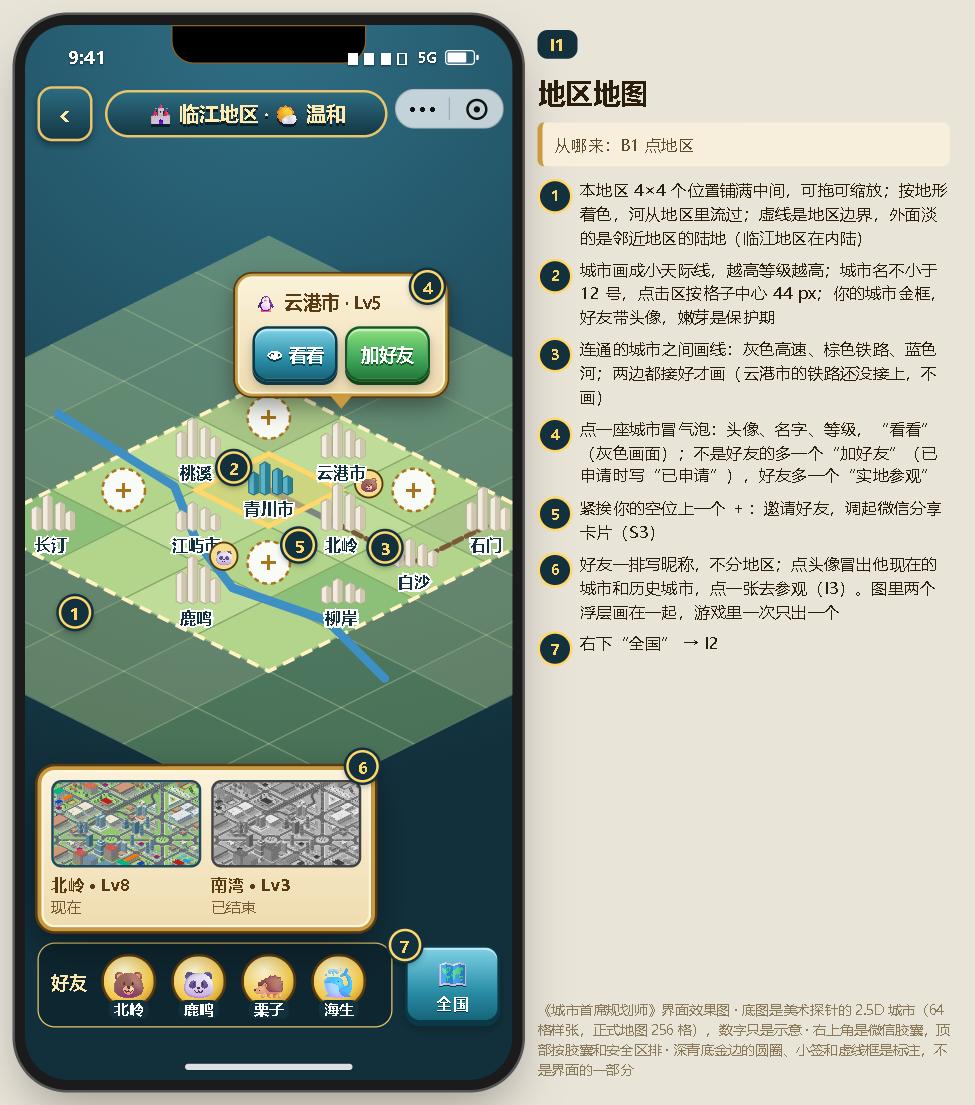 9:41
5G
临江地区 · 温和
4
云港市 · Lv5
看看
加好友
桃溪
2
云港市
青川市
长汀
江屿市
5
北岭
3
石门
白沙
1
鹿鸣
柳岸
6
北岭 • Lv8
现在
南湾 • Lv3
已结束
7
好友
北岭
鹿鸣
栗子
海生
全国
I1
地区地图
从哪来：B1 点地区
1
本地区 4×4 个位置铺满中间，可拖可缩放；按地形
着色，河从地区里流过；虚线是地区边界，外面淡
的是邻近地区的陆地（临江地区在内陆）
2
城市画成小天际线，越高等级越高；城市名不小于
12 号，点击区按格子中心 44 px；你的城市金框，
好友带头像，嫩芽是保护期
3
连通的城市之间画线：灰色高速、棕色铁路、蓝色
河；两边都接好才画（云港市的铁路还没接上，不
画）
4
点一座城市冒气泡：头像、名字、等级，“看看”
（灰色画面）；不是好友的多一个“加好友”（已
申请时写“已申请”），好友多一个“实地参观”
5
紧挨你的空位上一个 +：邀请好友，调起微信分享
卡片（S3）
6
好友一排写昵称，不分地区；点头像冒出他现在的
城市和历史城市，点一张去参观（I3）。图里两个
浮层画在一起，游戏里一次只出一个
7
右下“全国” → I2
《城市首席规划师》界面效果图 · 底图是美术探针的 2.5D 城市（64
格样张，正式地图 256 格），数字只是示意 · 右上角是微信胶囊，顶
部按胶囊和安全区排 · 深青底金边的圆圈、小签和虚线框是标注，不
是界面的一部分